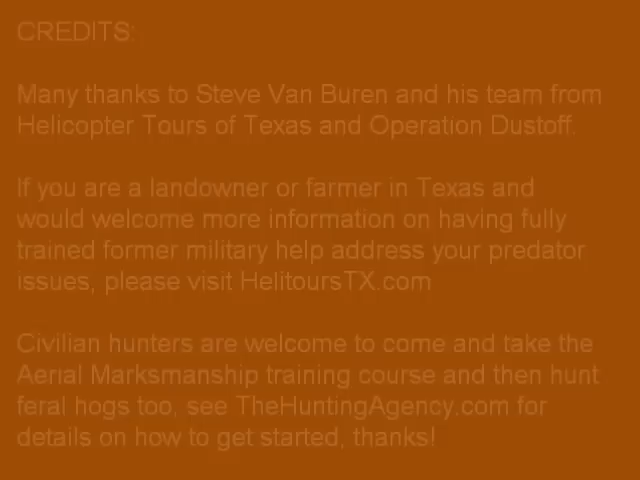 CREDITS:
Many thanks to Steve Van Buren and his team from
Helicopter Tours of Texas and Operation Dustoff.
If you are a landowner or farmer in Texas and
would welcome more information on having fully
trained former military help address your predator
issues, please visit HelitoursTX.com
Civilian hunters are welcome to come and take the
Aerial Marksmanship training course and then hunt
feral hogs too, see TheHuntingAgency.com for
details on how to get started, thanks!